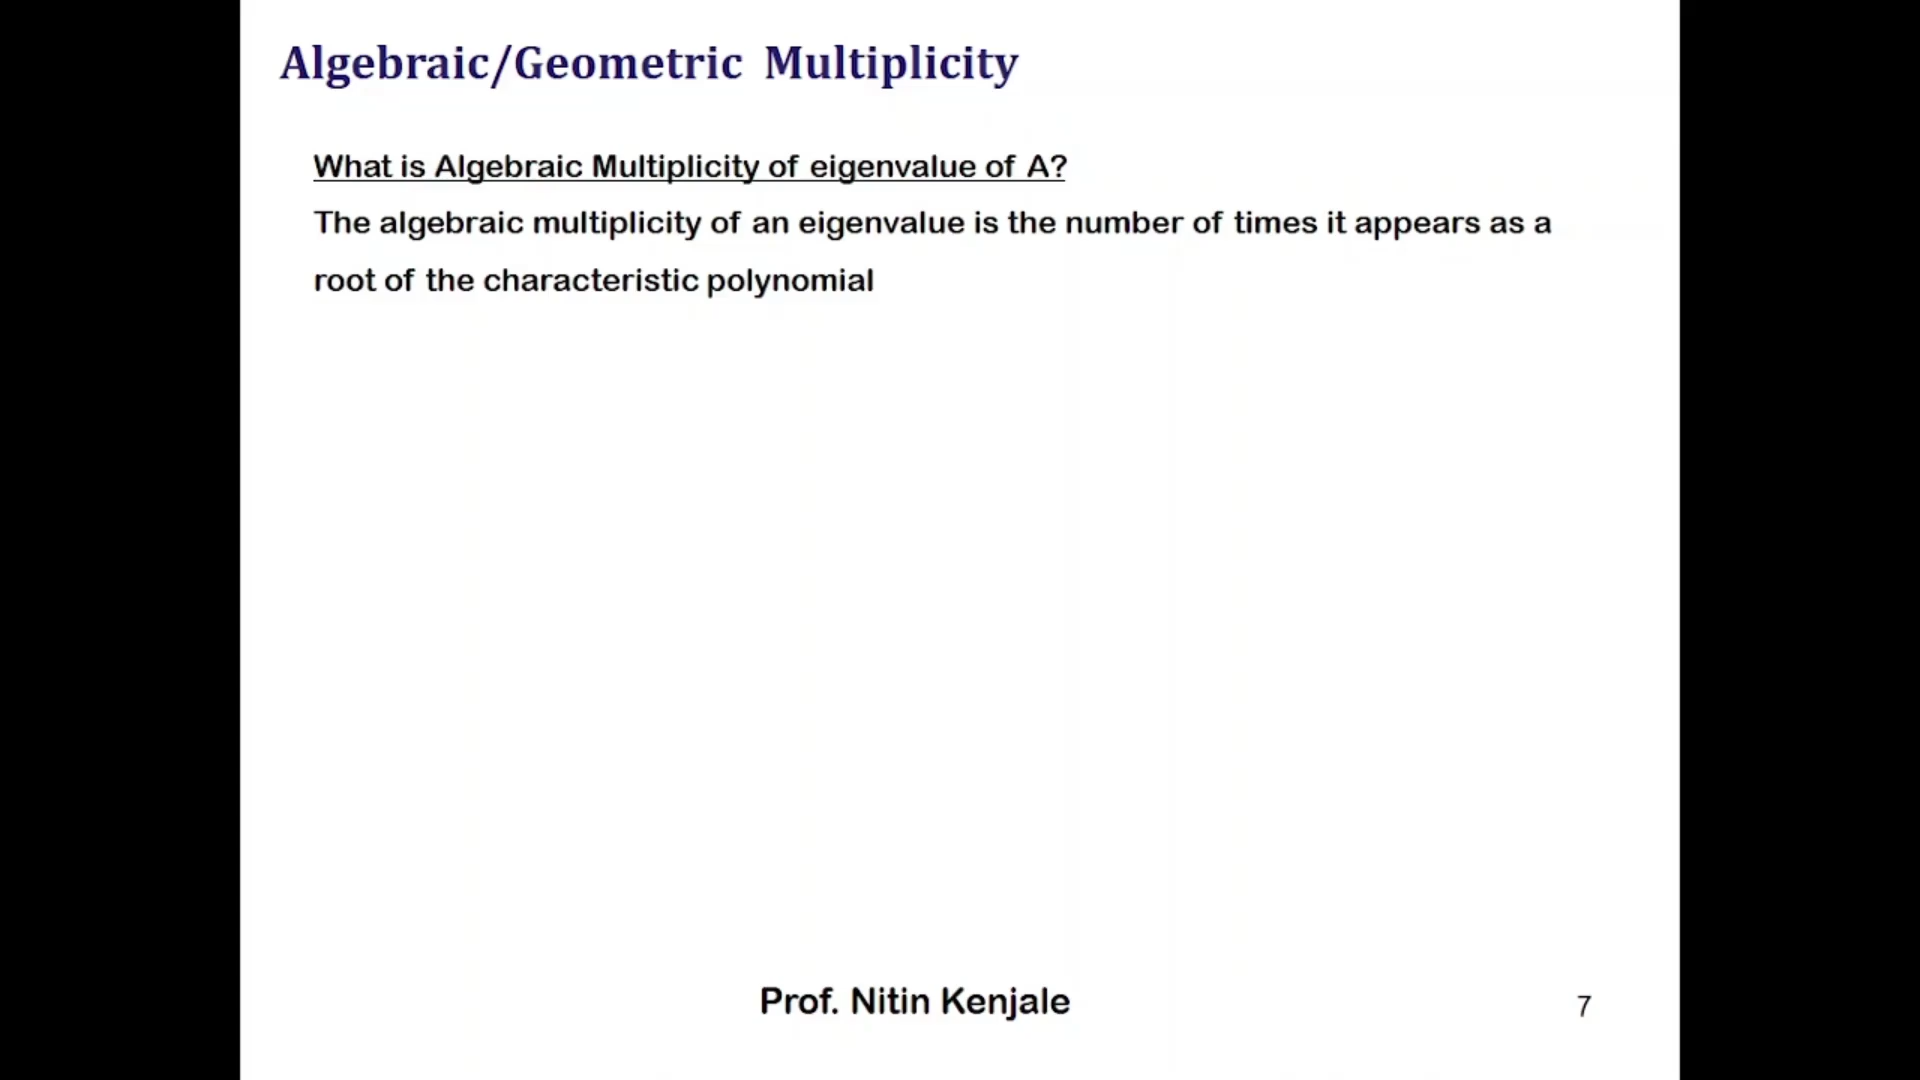 Algebraic/Geometric Multiplicity
What is Algebraic Multiplicity of eigenvalue of A?
The algebraic multiplicity of an eigenvalue is the number of times it appears as a
root of the characteristic polynomial
Prof. Nitin Kenjale
7